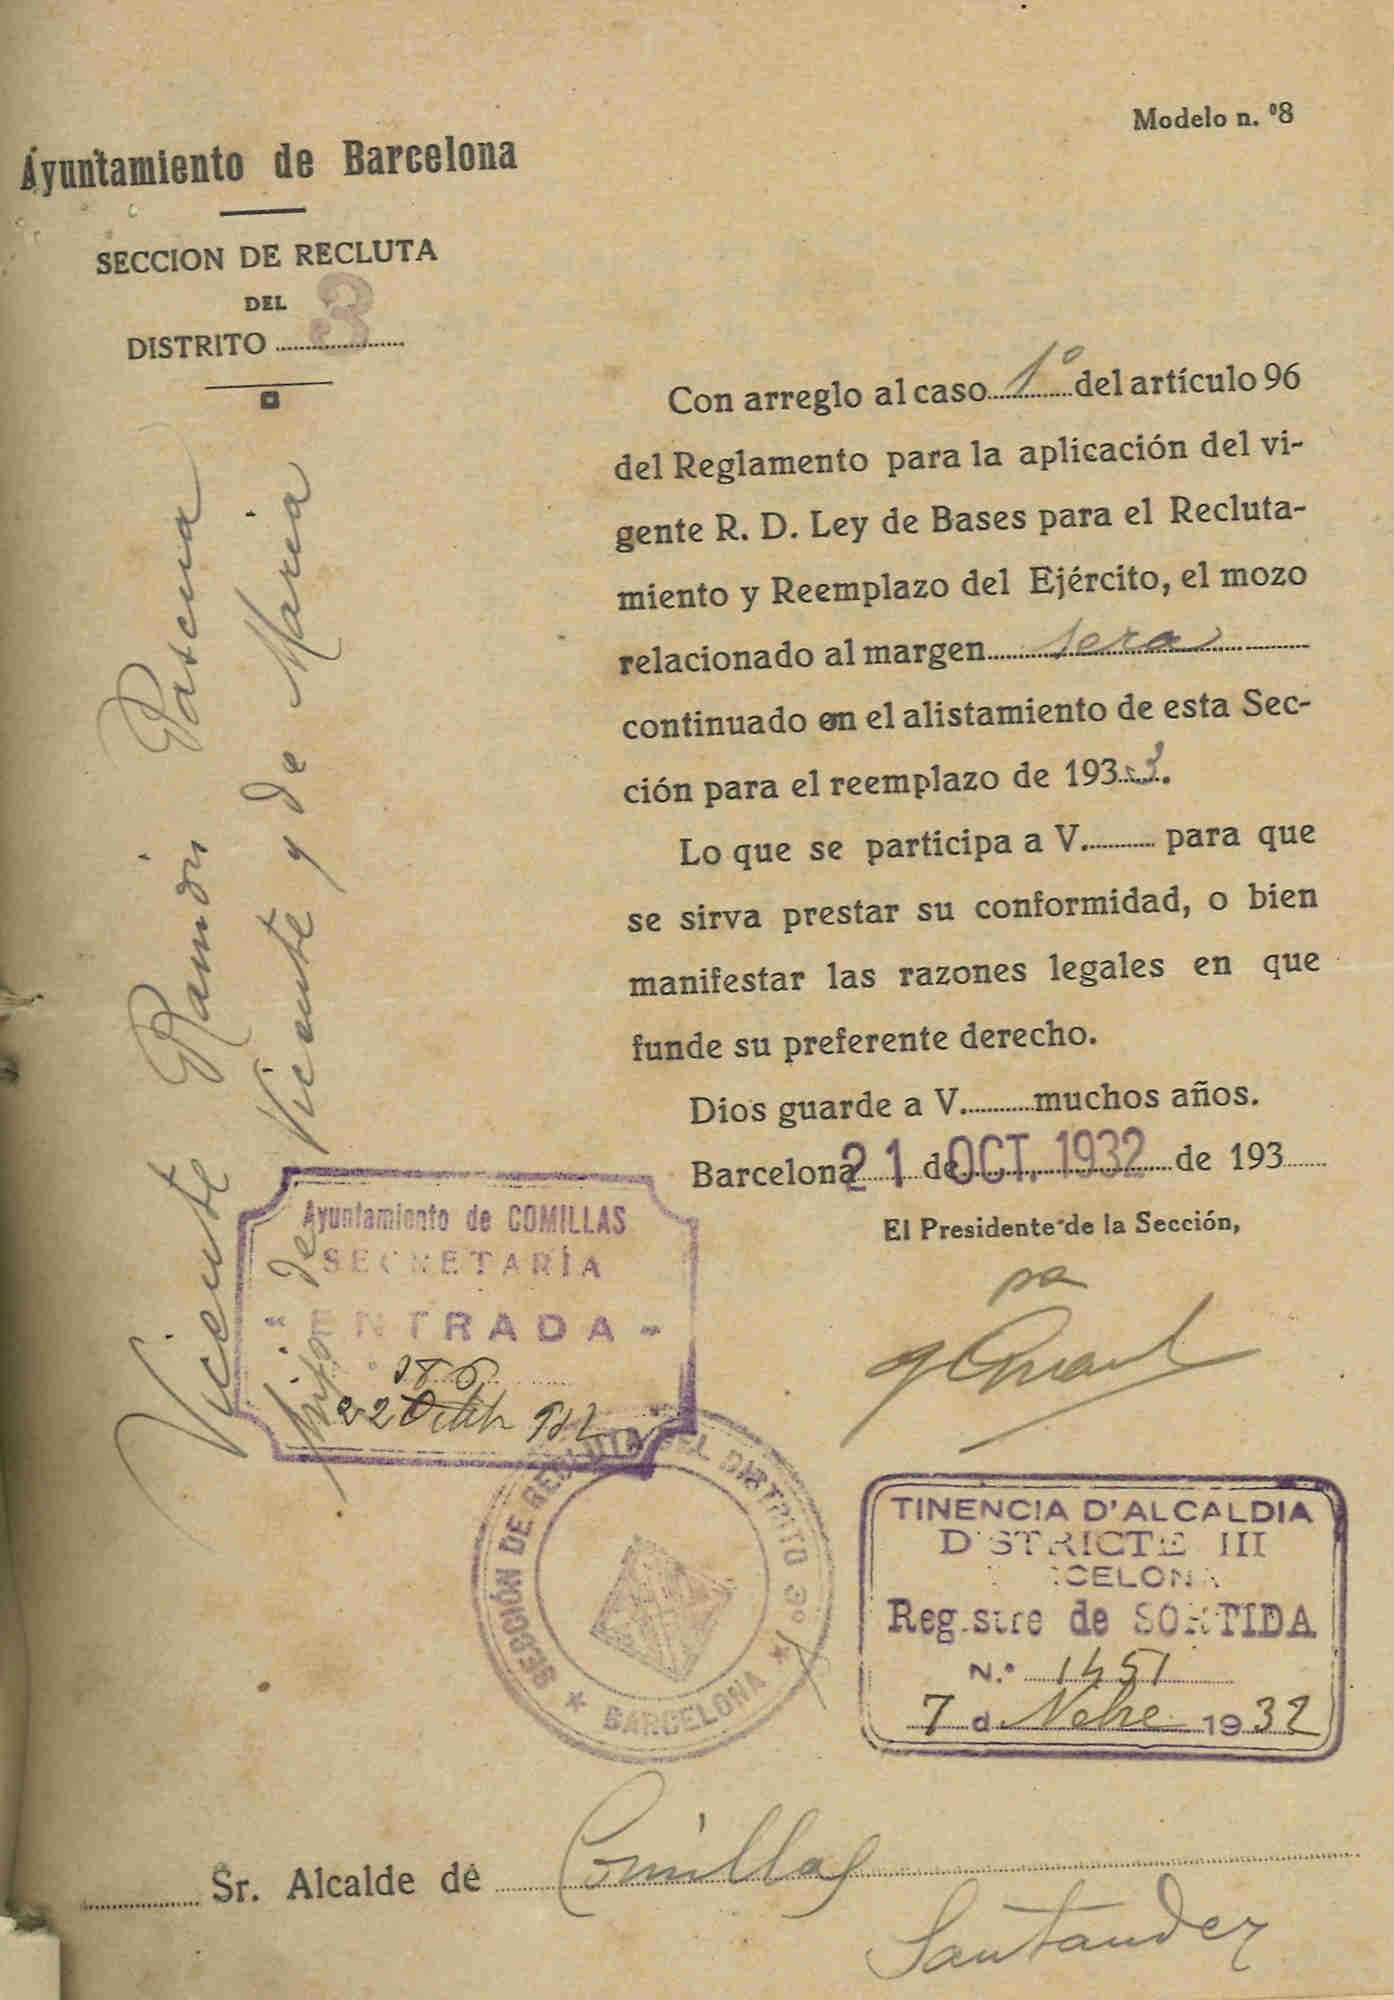 Modelo n.º 8
Ayuntamiento de Barcelona
SECCION DE RECLUTA
DEL
DISTRITO 3
Vicente Ramón Pascua
hijo de Vicente y de Maria
Con arreglo al caso 1º del artículo 96
del Reglamento para la aplicación del vi-
gente R. D. Ley de Bases para el Recluta-
miento y Reemplazo del Ejército, el mozo
relacionado al margen sera
continuado en el alistamiento de esta Sec-
ción para el reemplazo de 193 3.
Lo que se participa a V. para que
se sirva prestar su conformidad, o bien
manifestar las razones legales en que
funde su preferente derecho.
Dios guarde a V. muchos años.
Barcelona 21 de OCT. 1932 de 193
El Presidente de la Sección,
Ayuntamiento de COMILLAS
SECRETARÍA
"ENTRADA"
22 Octubre 932
SECCIÓN DE RECLUTA DEL DISTRITO 3º
★ BARCELONA ★
TINENCIA D'ALCALDIA
DISTRICTE III
BARCELONA
Registre de SORTIDA
N.º 1451
7 d Nbre 1932
Sr. Alcalde de Comillas
Santander